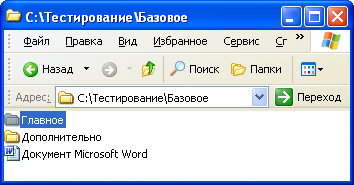 C:\Тестирование\Базовое
Файл Правка Вид Избранное Сервис Сг »
Назад Поиск Папки
Адрес: C:\Тестирование\Базовое Переход
Главное
Дополнительно
Документ Microsoft Word